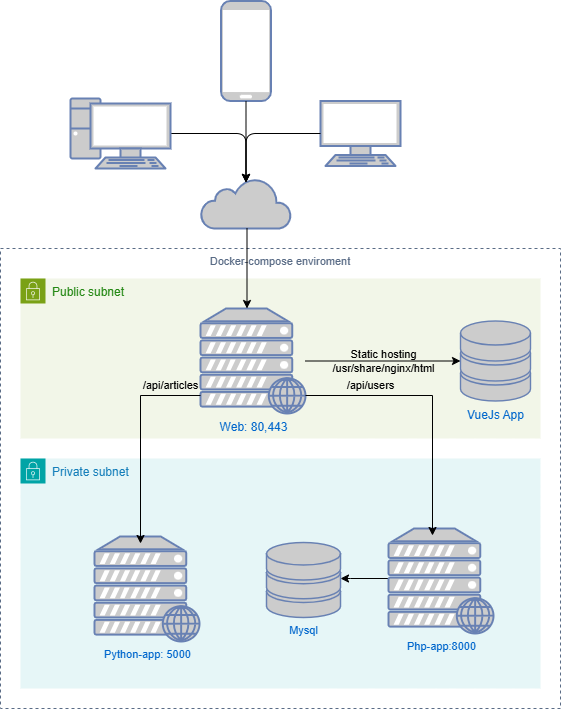 Docker-compose enviroment
Public subnet
Static hosting
/usr/share/nginx/html
/api/articles
/api/users
VueJs App
Web: 80,443
Private subnet
Mysql
Php-app:8000
Python-app: 5000